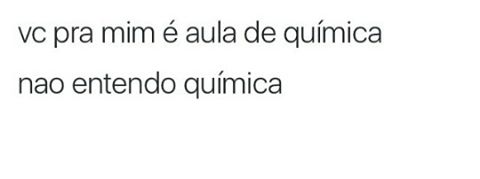 vc pra mim é aula de química
nao entendo química